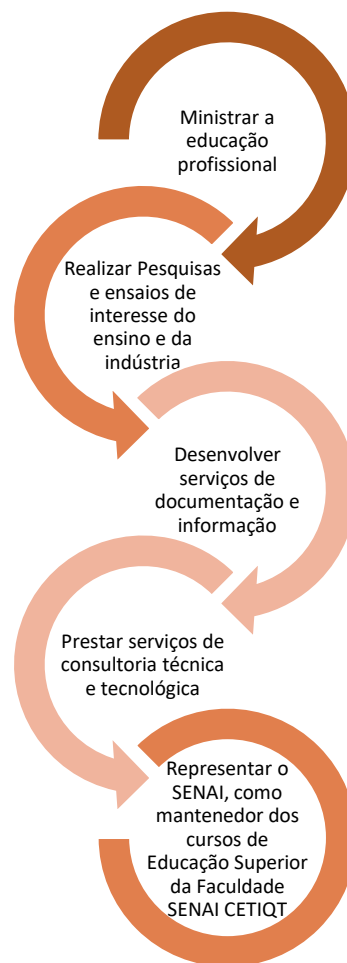 Ministrar a
educação
profissional
Realizar Pesquisas
e ensaios de
interesse do
ensino e da
indústria
Desenvolver
serviços de
documentação e
informação
Prestar serviços de
consultoria técnica
e tecnológica
Representar o
SENAI, como
mantenedor dos
cursos de
Educação Superior
da Faculdade
SENAI CETIQT